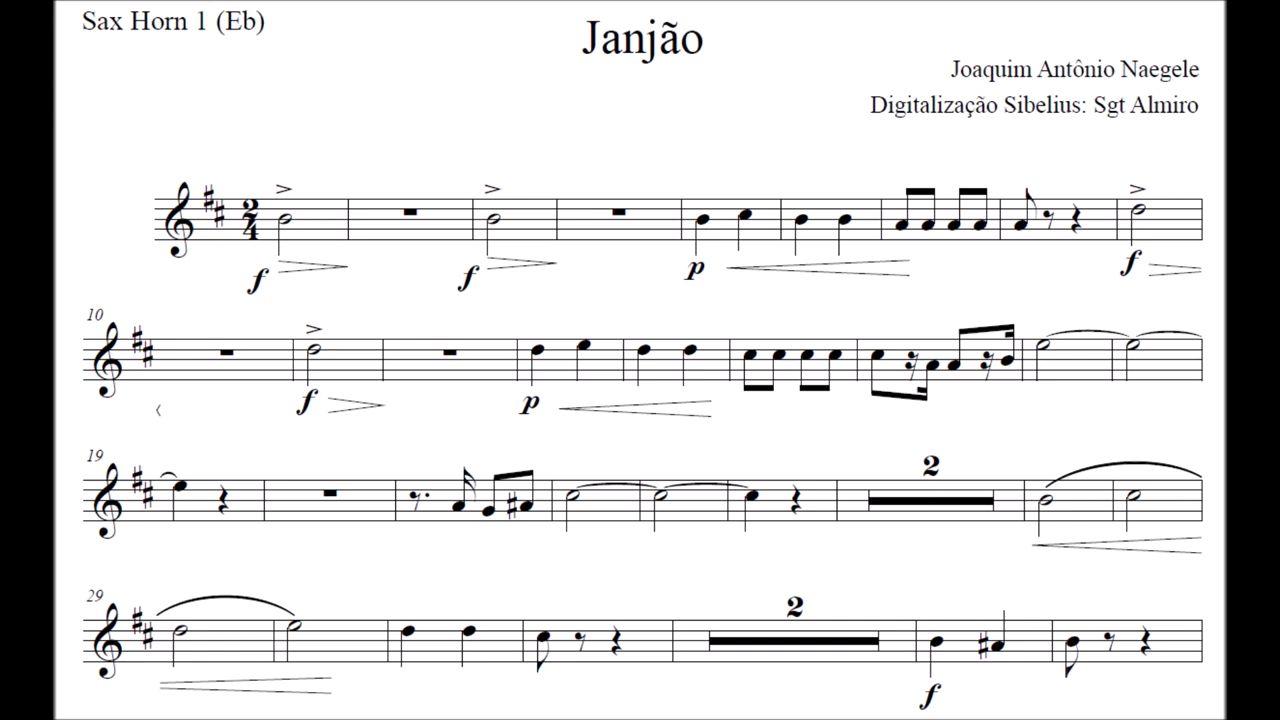 Sax Horn 1 (Eb)
Janjão
Joaquim Antônio Naegele
Digitalização Sibelius: Sgt Almiro
2
4
f
f
p
f
10
f
p
19
2
29
2
f